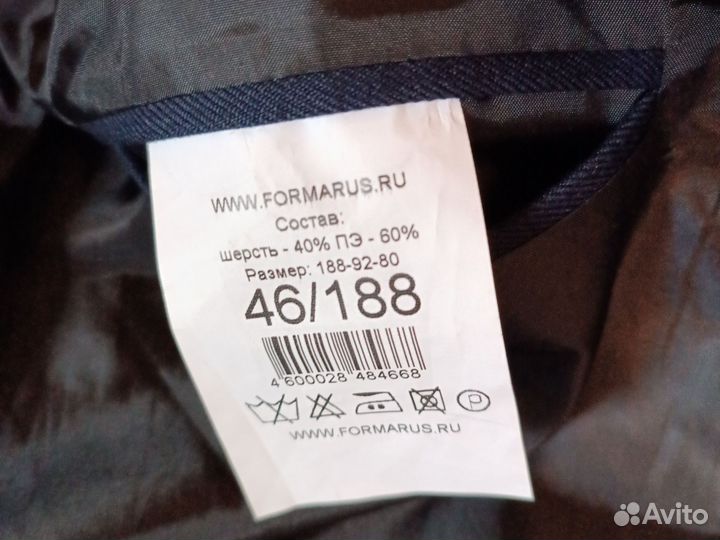 WWW.FORMARUS.RU
Состав:
шерсть - 40% ПЭ - 60%
Размер: 188-92-80
46/188
4 600028 484668
P
WWW.FORMARUS.RU
Avito